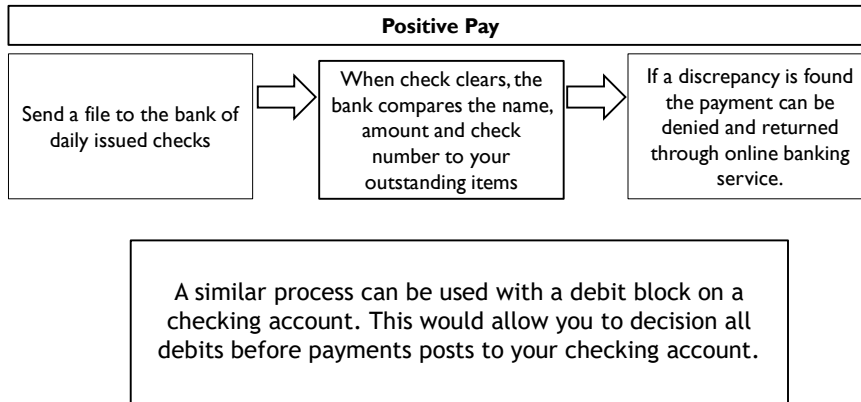 Positive Pay
Send a file to the bank of
daily issued checks
When check clears, the
bank compares the name,
amount and check
number to your
outstanding items
If a discrepancy is found
the payment can be
denied and returned
through online banking
service.
A similar process can be used with a debit block on a
checking account. This would allow you to decision all
debits before payments posts to your checking account.